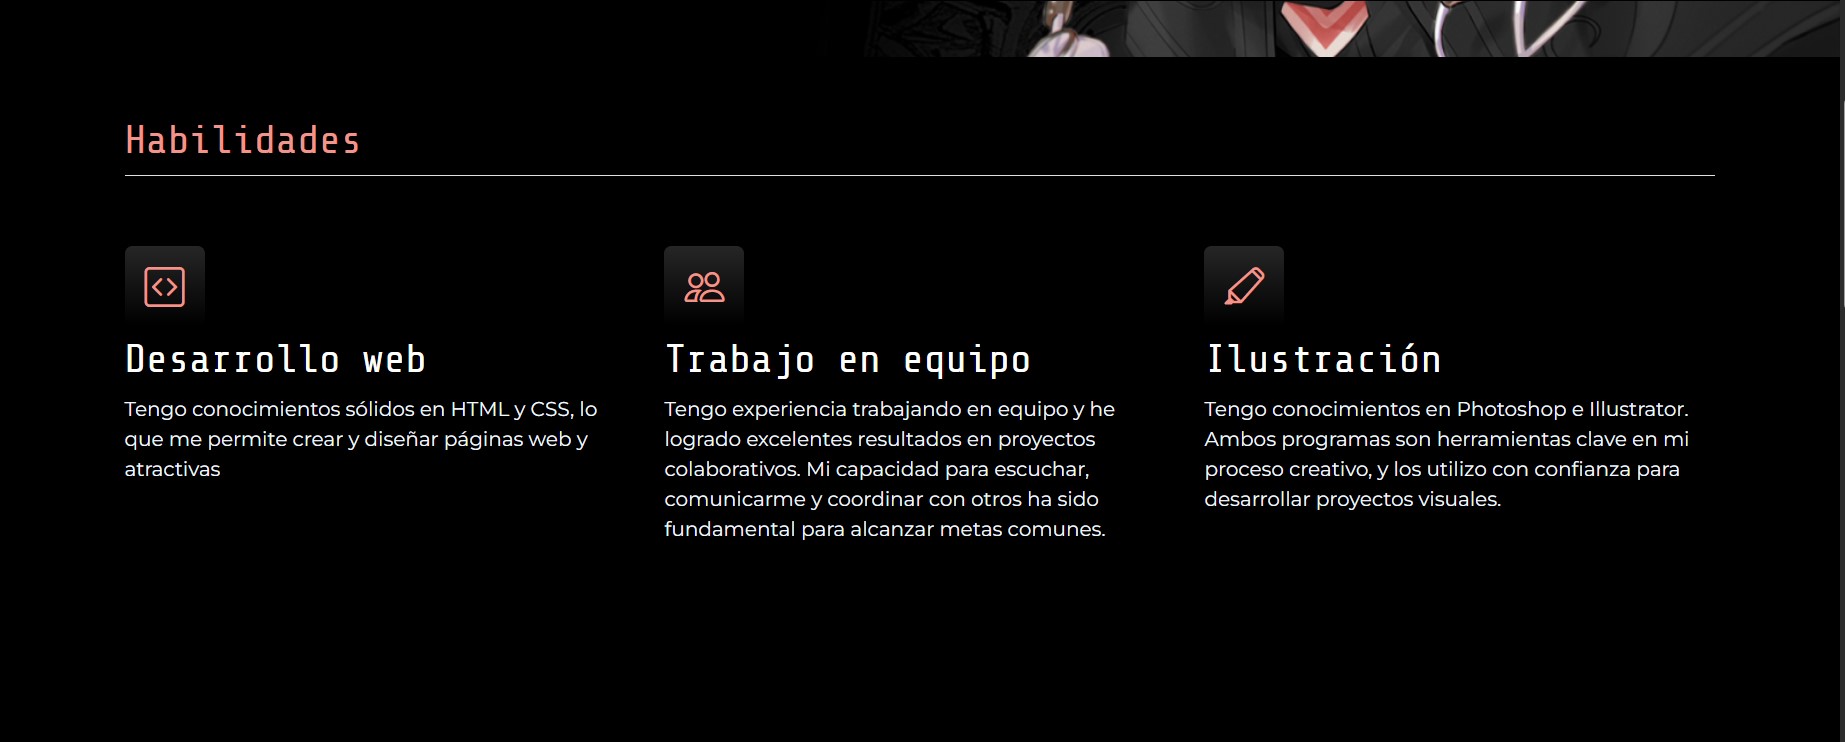 Habilidades
Desarrollo web
Tengo conocimientos sólidos en HTML y CSS, lo
que me permite crear y diseñar páginas web y
atractivas
Trabajo en equipo
Tengo experiencia trabajando en equipo y he
logrado excelentes resultados en proyectos
colaborativos. Mi capacidad para escuchar,
comunicarme y coordinar con otros ha sido
fundamental para alcanzar metas comunes.
Ilustración
Tengo conocimientos en Photoshop e Illustrator.
Ambos programas son herramientas clave en mi
proceso creativo, y los utilizo con confianza para
desarrollar proyectos visuales.